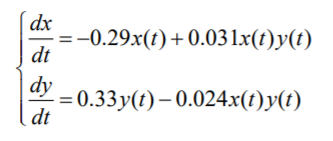 dx/dt = -0.29x(t) + 0.031x(t)y(t)
dy/dt = 0.33y(t) - 0.024x(t)y(t)